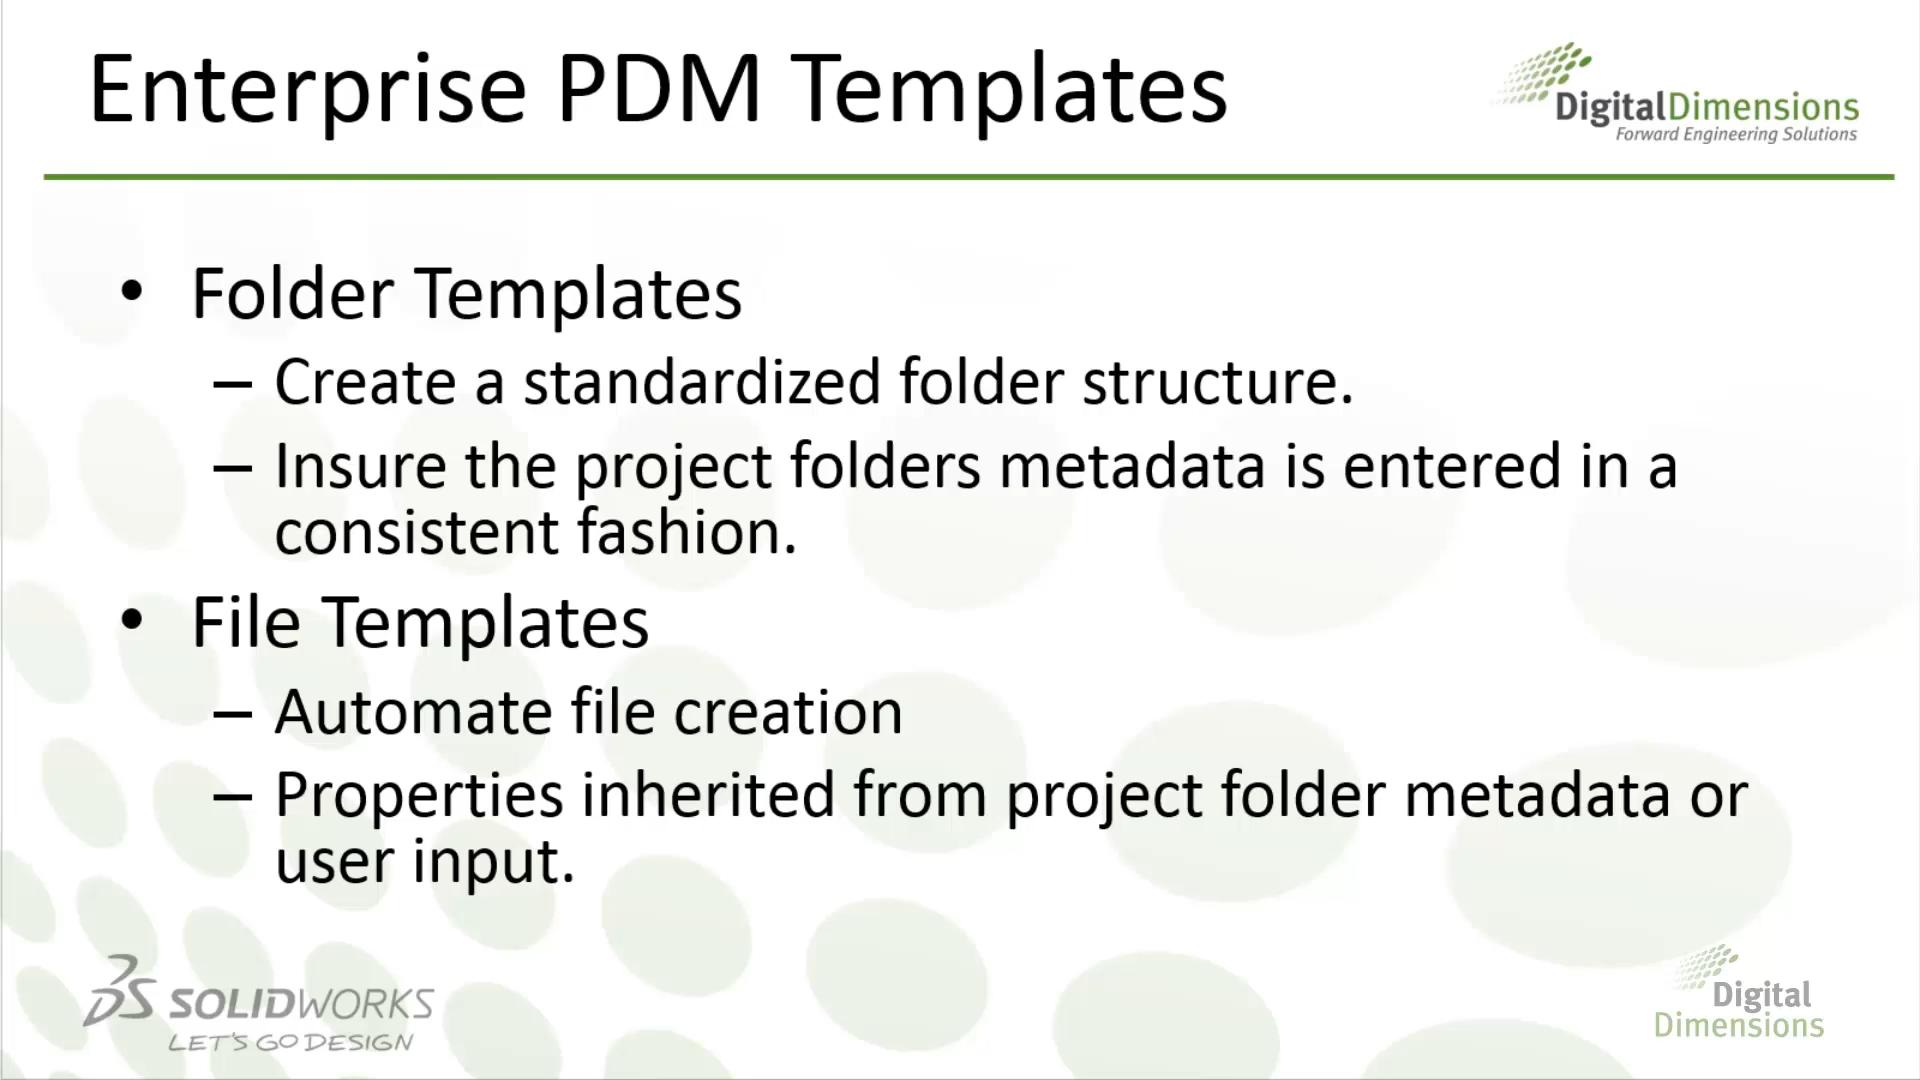 Enterprise PDM Templates
DigitalDimensions
Forward Engineering Solutions
• Folder Templates
– Create a standardized folder structure.
– Insure the project folders metadata is entered in a
consistent fashion.
• File Templates
– Automate file creation
– Properties inherited from project folder metadata or
user input.
SOLIDWORKS
LET'S GO DESIGN
Digital
Dimensions